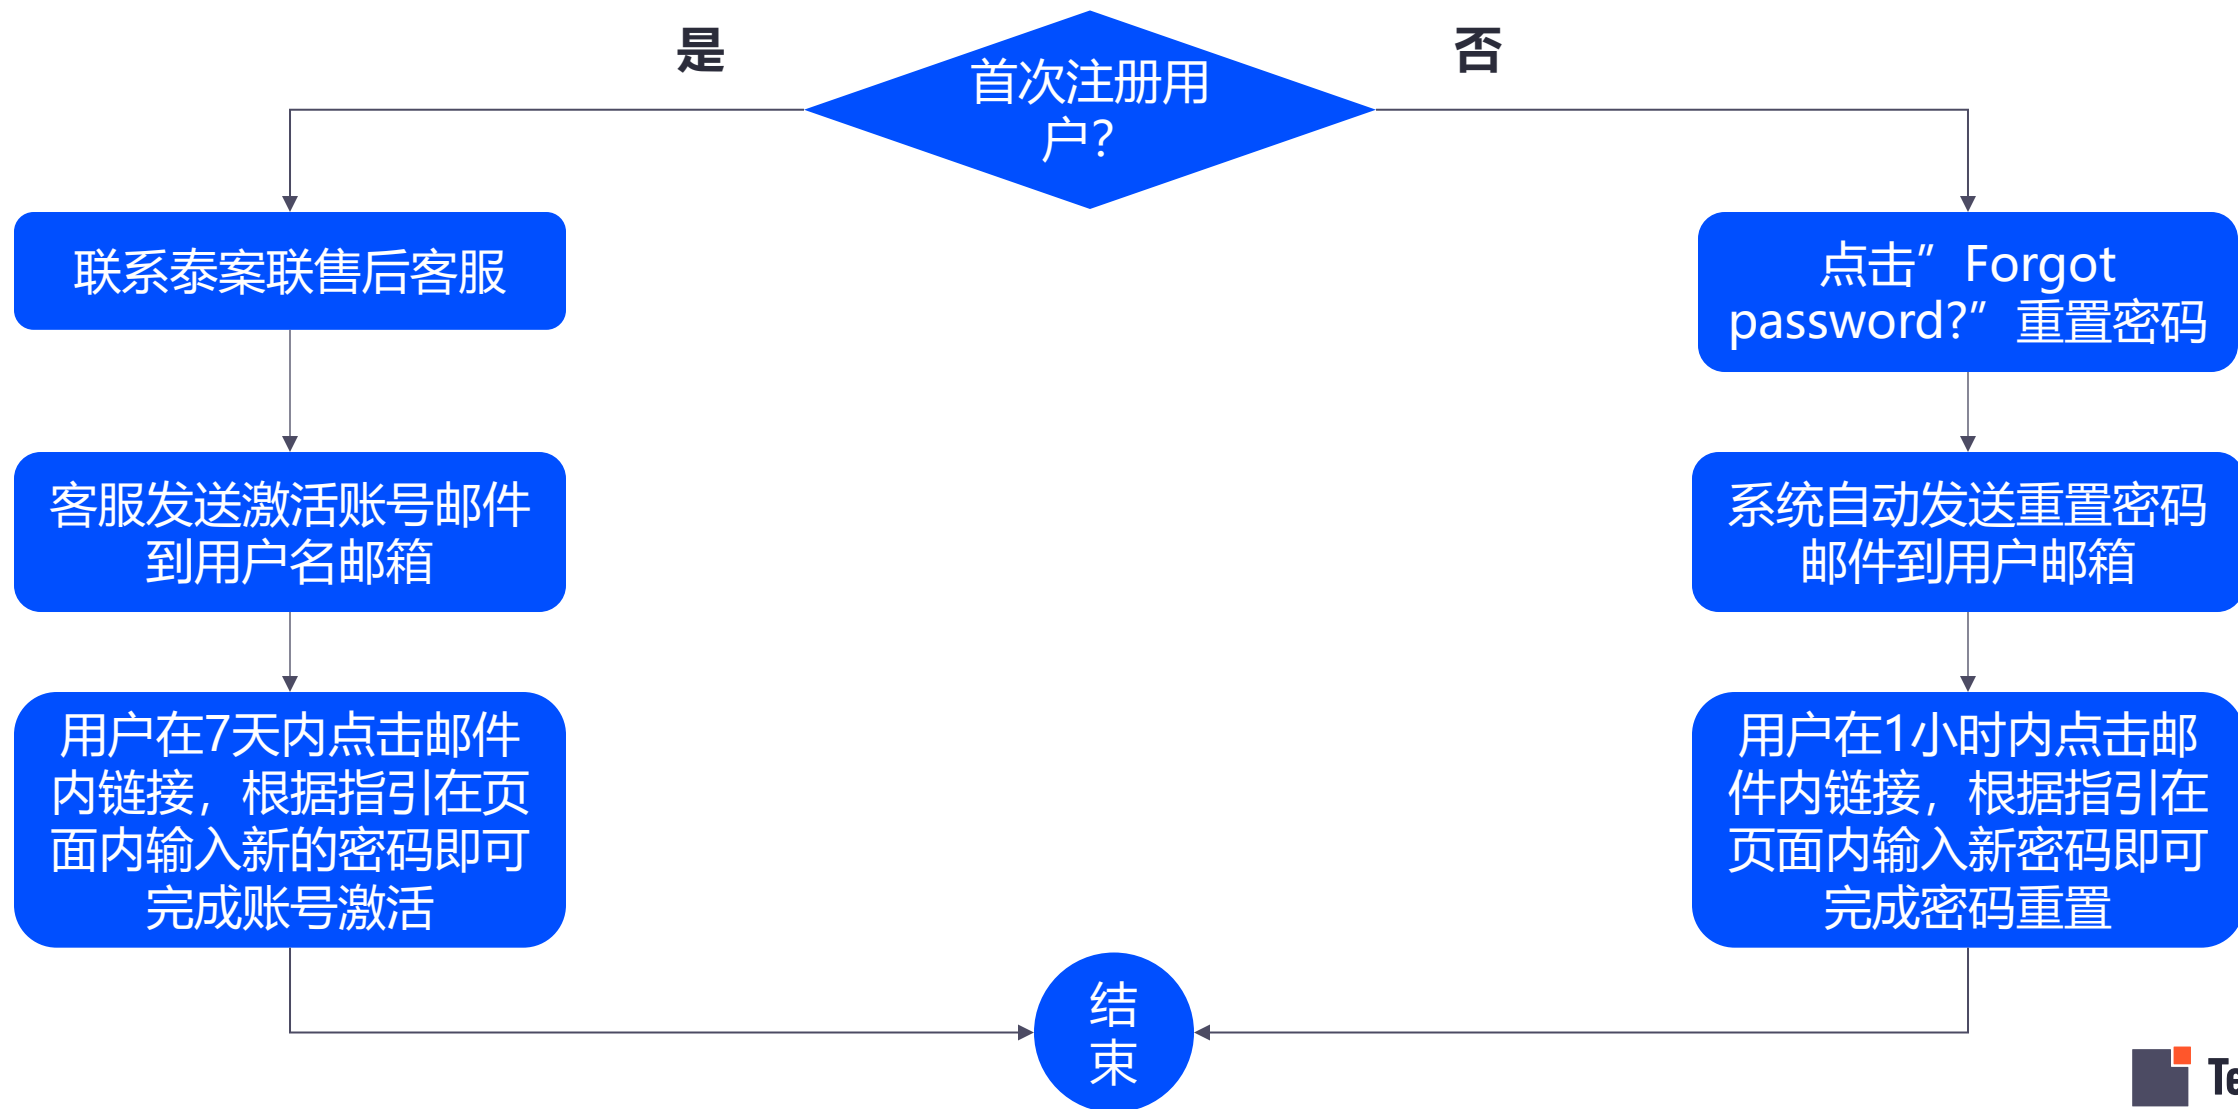 是
首次注册用
户？
否
联系泰案联售后客服
客服发送激活账号邮件
到用户名邮箱
用户在7天内点击邮件
内链接，根据指引在页
面内输入新的密码即可
完成账号激活
点击”Forgot
password?”重置密码
系统自动发送重置密码
邮件到用户邮箱
用户在1小时内点击邮
件内链接，根据指引在
页面内输入新密码即可
完成密码重置
结
束